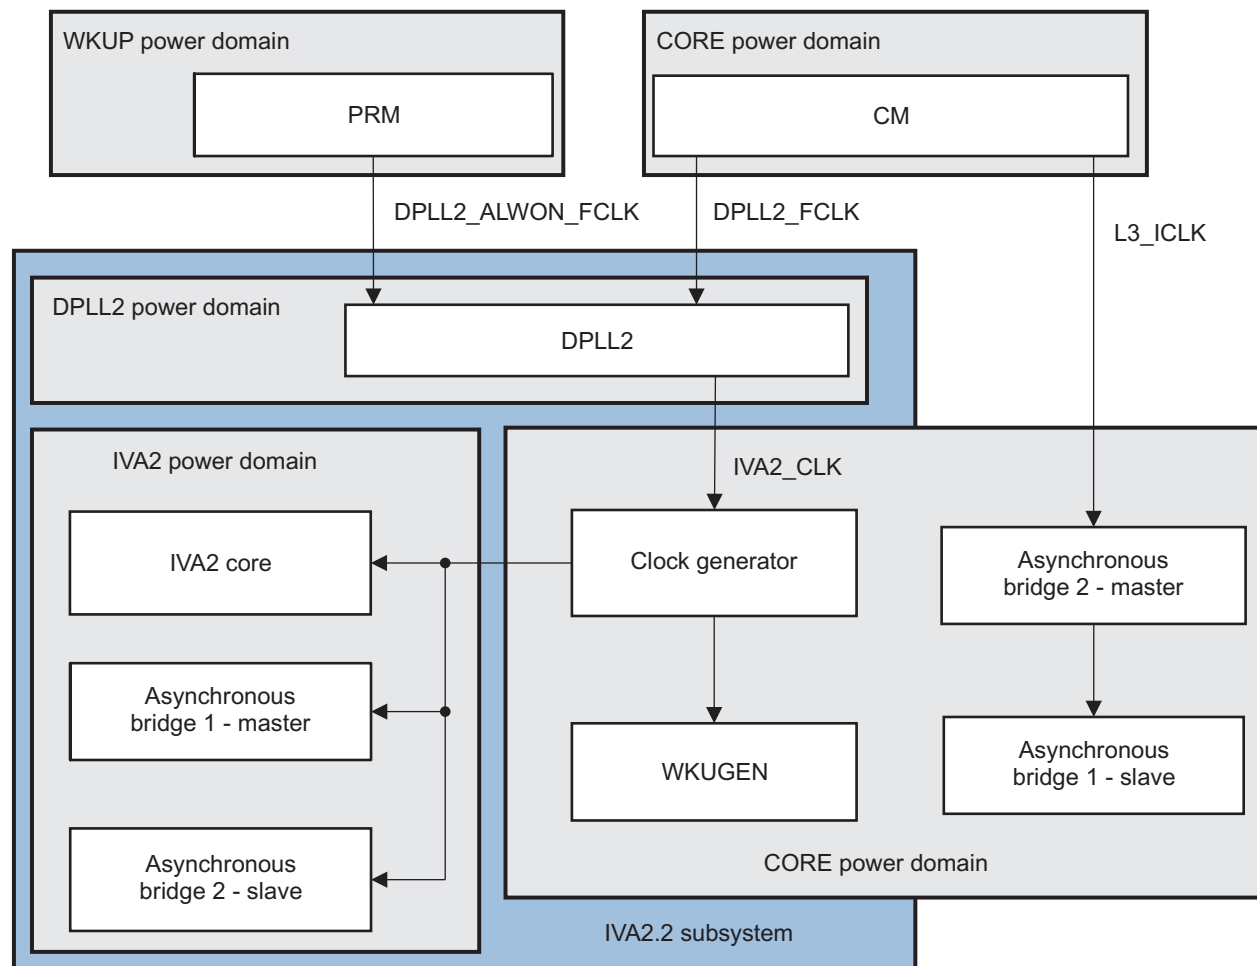 WKUP power domain
PRM
CORE power domain
CM
DPLL2_ALWON_FCLK
DPLL2_FCLK
L3_ICLK
DPLL2 power domain
DPLL2
IVA2 power domain
IVA2_CLK
IVA2 core
Clock generator
Asynchronous
bridge 2 - master
Asynchronous
bridge 1 - master
WKUGEN
Asynchronous
bridge 1 - slave
Asynchronous
bridge 2 - slave
CORE power domain
IVA2.2 subsystem